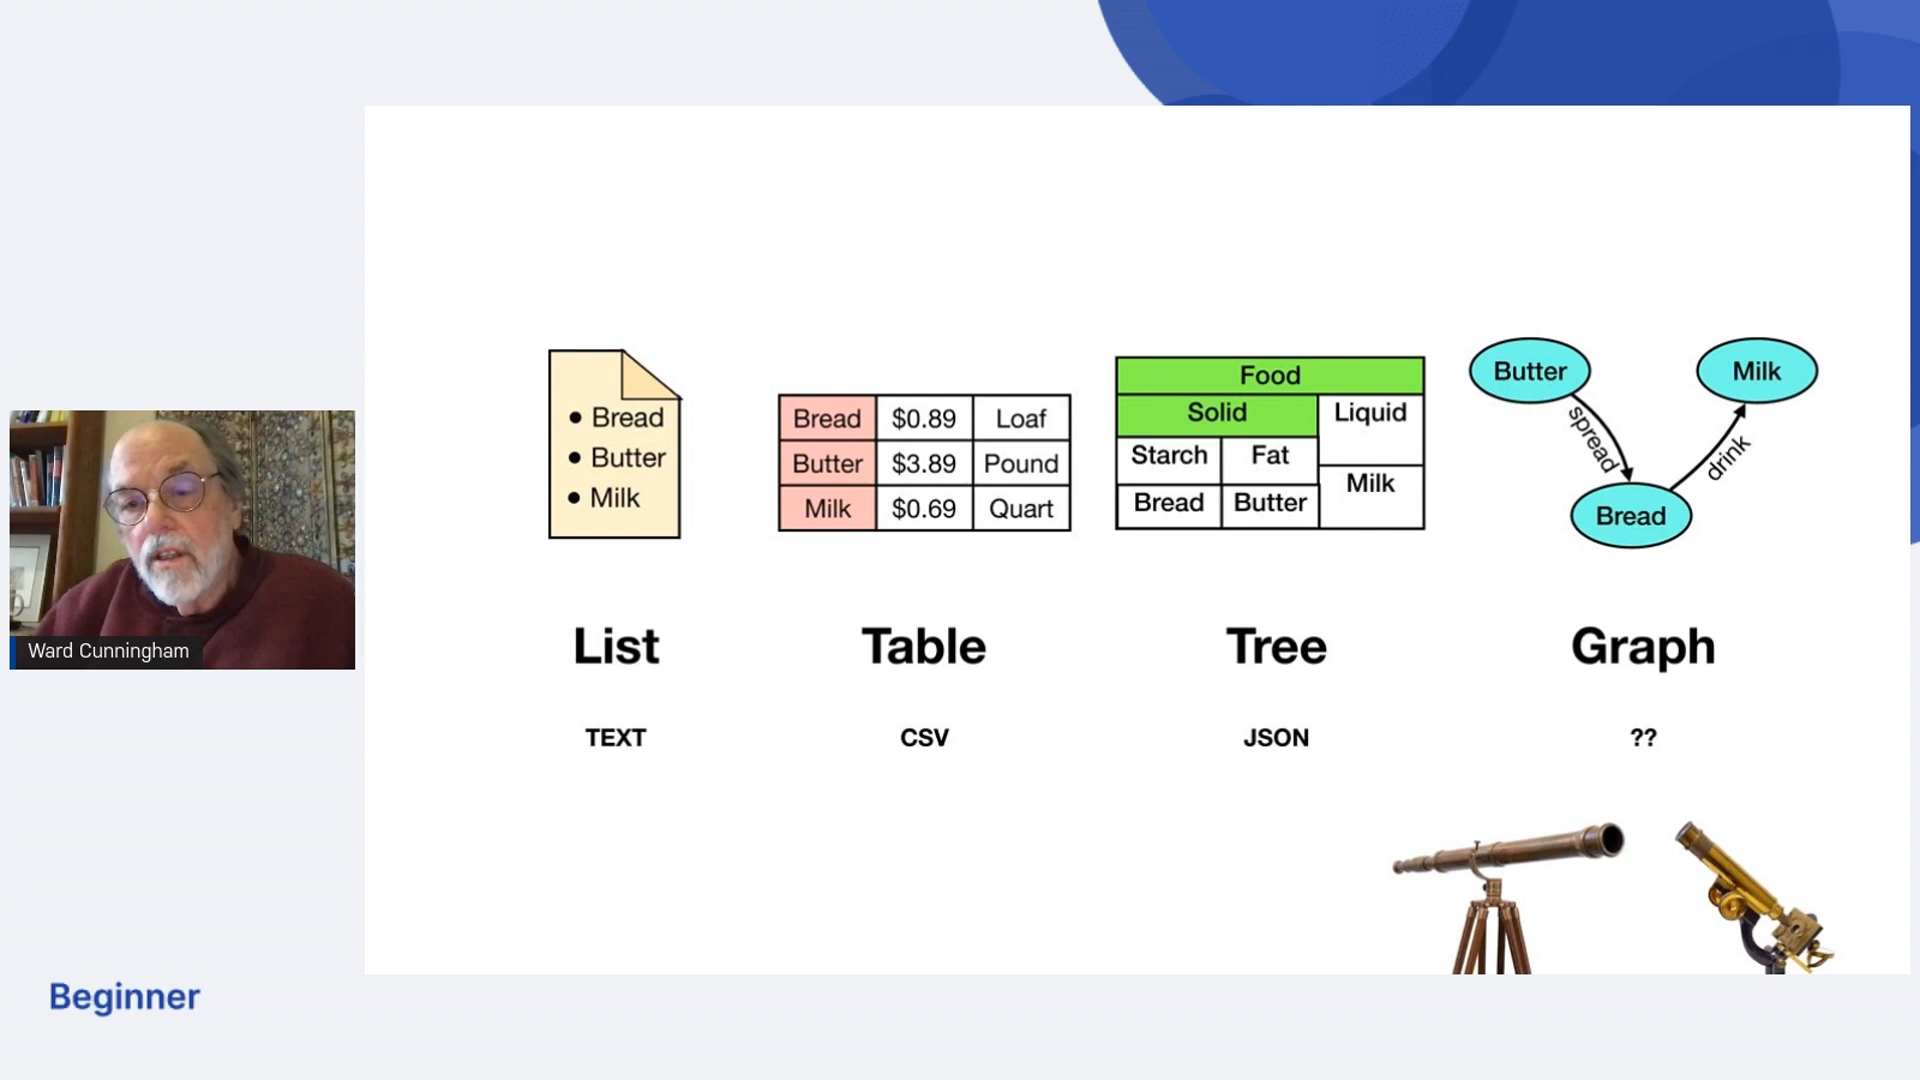 Ward Cunningham
• Bread
• Butter
• Milk
Bread $0.89 Loaf
Butter $3.89 Pound
Milk $0.69 Quart
Food
Solid Liquid
Starch Fat
Milk
Bread Butter
Butter
Milk
spread
drink
Bread
List
Table
Tree
Graph
TEXT
CSV
JSON
??
Beginner